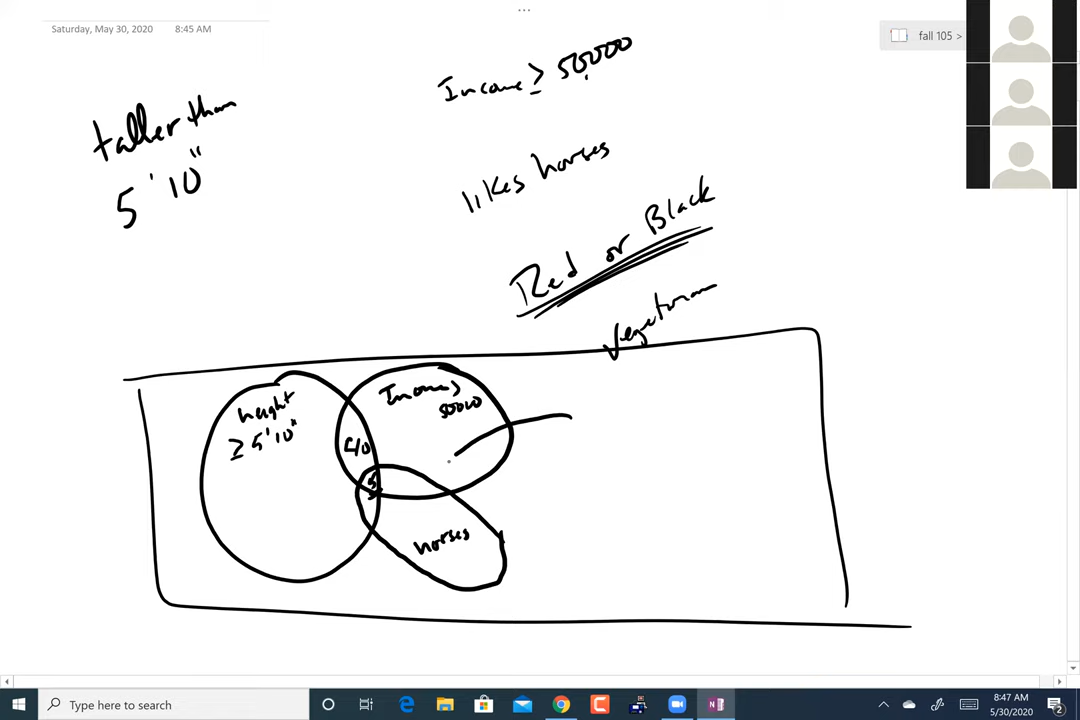 Saturday, May 30, 2020 8:45 AM
fall 105 >
Income ≥ 50000
taller than
5' 10"
likes horses
Red or Black
Vegetarian
height
≥ 5'10"
Income >
50000
40
5
horses
Type here to search
8:47 AM
5/30/2020
2